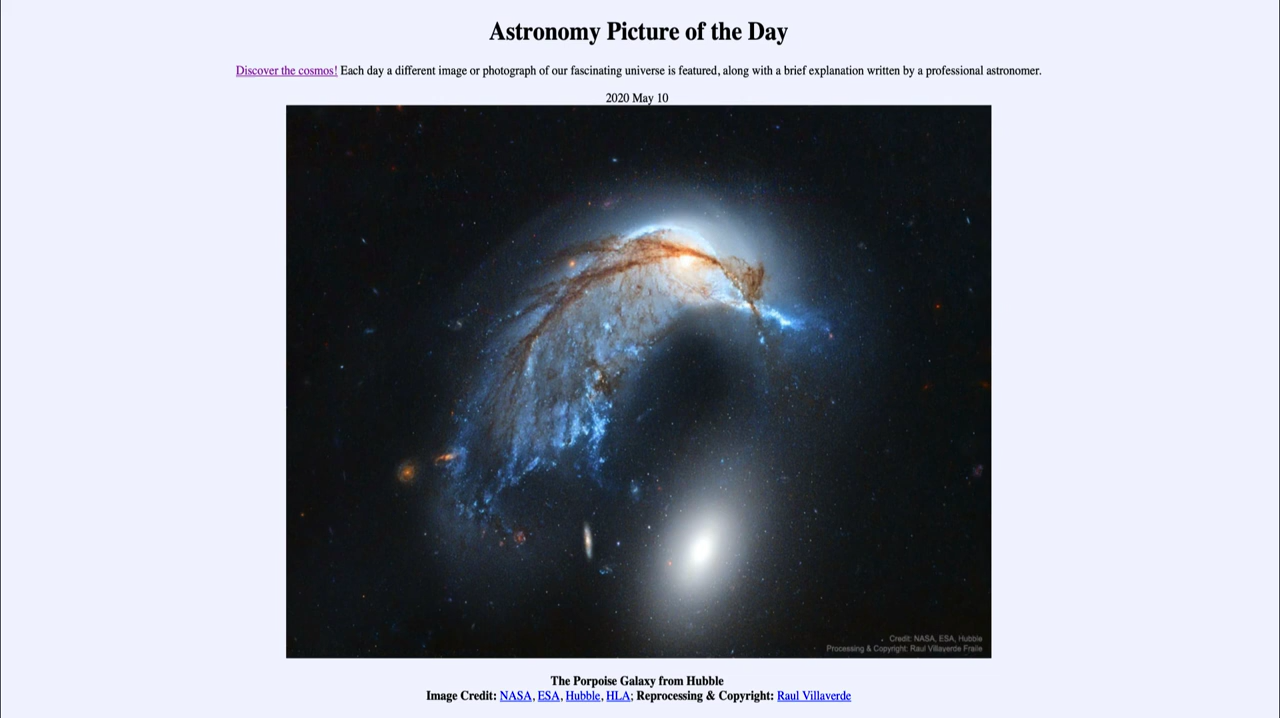 Astronomy Picture of the Day
Discover the cosmos! Each day a different image or photograph of our fascinating universe is featured, along with a brief explanation written by a professional astronomer.
2020 May 10
Credit: NASA, ESA, Hubble
Processing & Copyright: Raul Villaverde Fraile
The Porpoise Galaxy from Hubble
Image Credit: NASA, ESA, Hubble, HLA; Reprocessing & Copyright: Raul Villaverde